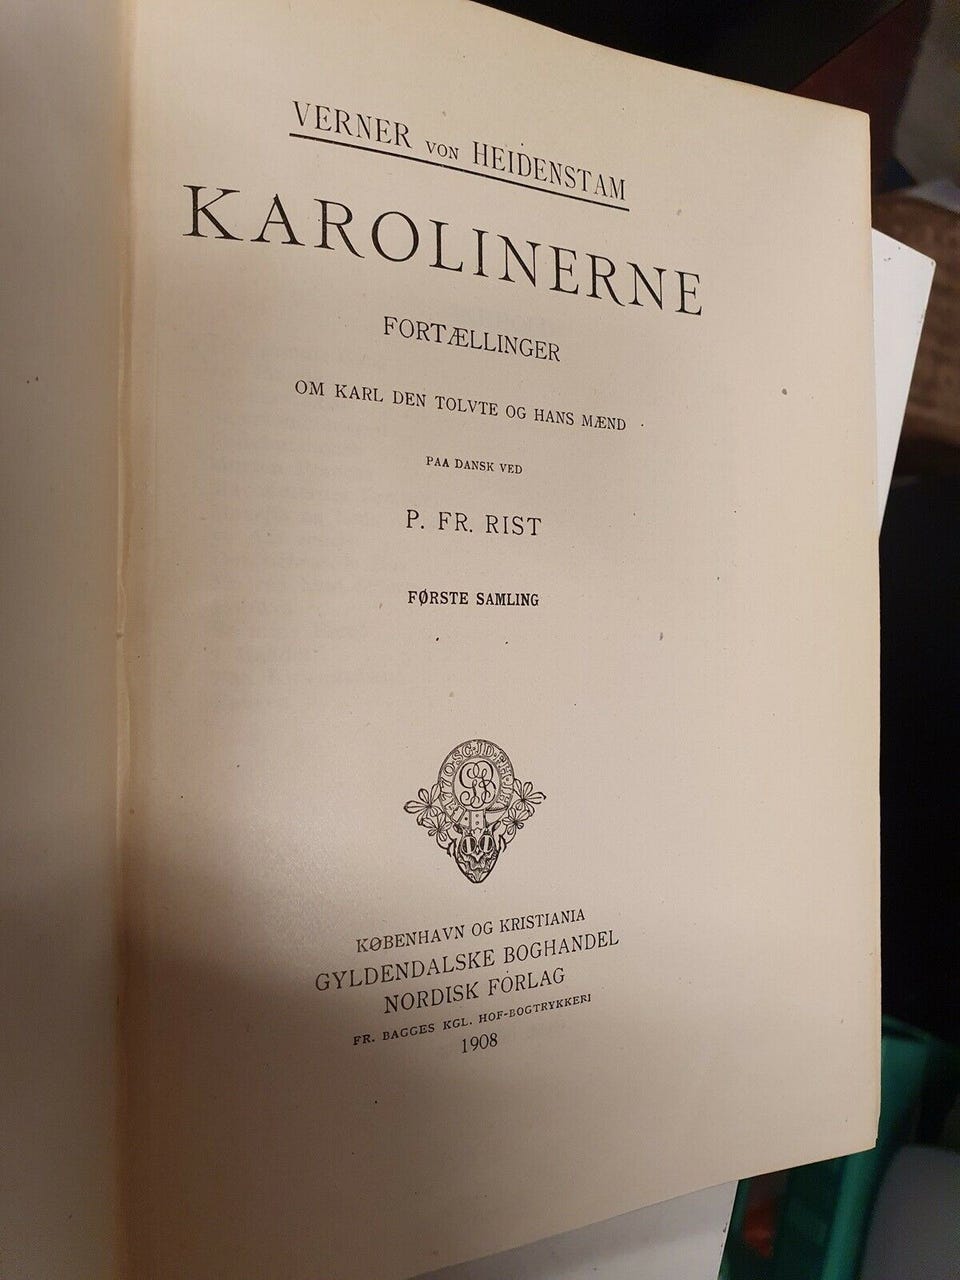 VERNER VON HEIDENSTAM
KAROLINERNE
FORTÆLLINGER
OM KARL DEN TOLVTE OG HANS MÆND
PAA DANSK VED
P. FR. RIST
FØRSTE SAMLING
KØBENHAVN OG KRISTIANIA
GYLDENDALSKE BOGHANDEL
NORDISK FORLAG
FR. BAGGES KGL. HOF-BOGTRYKKERI
1908